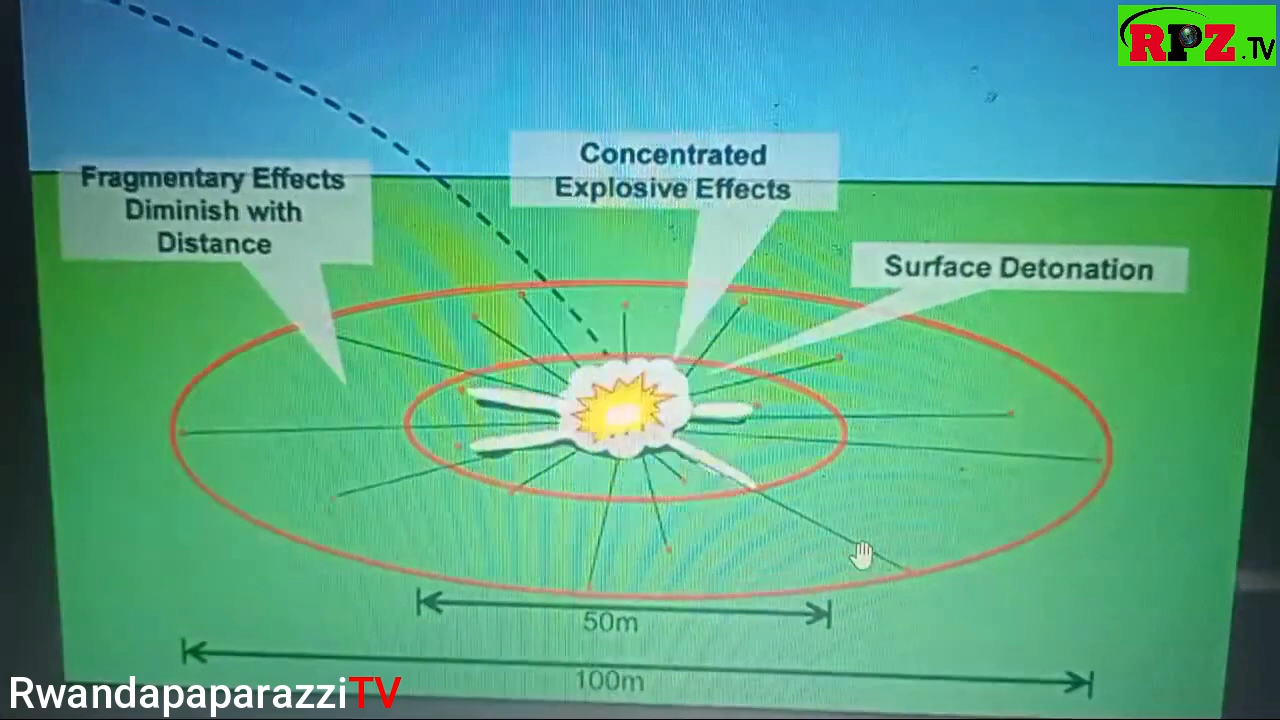 RPZ.TV
Concentrated
Explosive Effects
Fragmentary Effects
Diminish with
Distance
Surface Detonation
50m
100m
RwandapaparazziTV